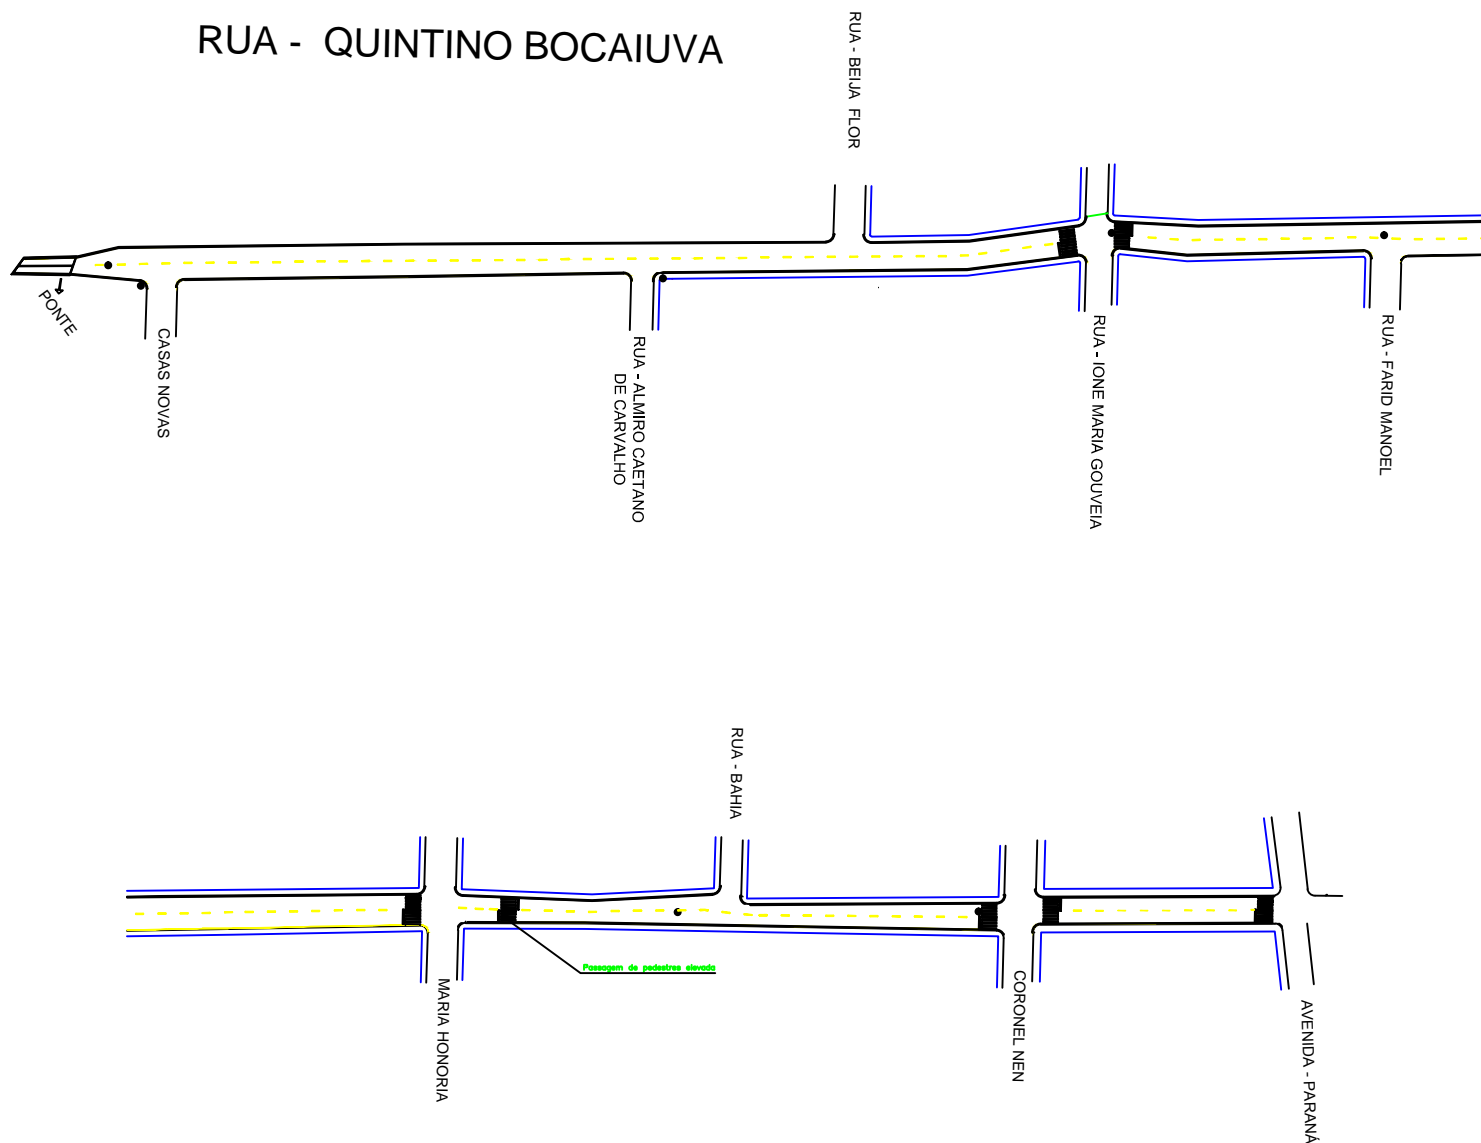 RUA - QUINTINO BOCAIUVA
RUA - BEIJA FLOR
PONTE
CASAS NOVAS
RUA - ALMIRO CAETANO
DE CARVALHO
RUA - IONE MARIA GOUVEIA
RUA - FARID MANOEL
RUA - BAHIA
Passagem de pedestres elevada
MARIA HONORIA
CORONEL NEN
AVENIDA - PARANÁ